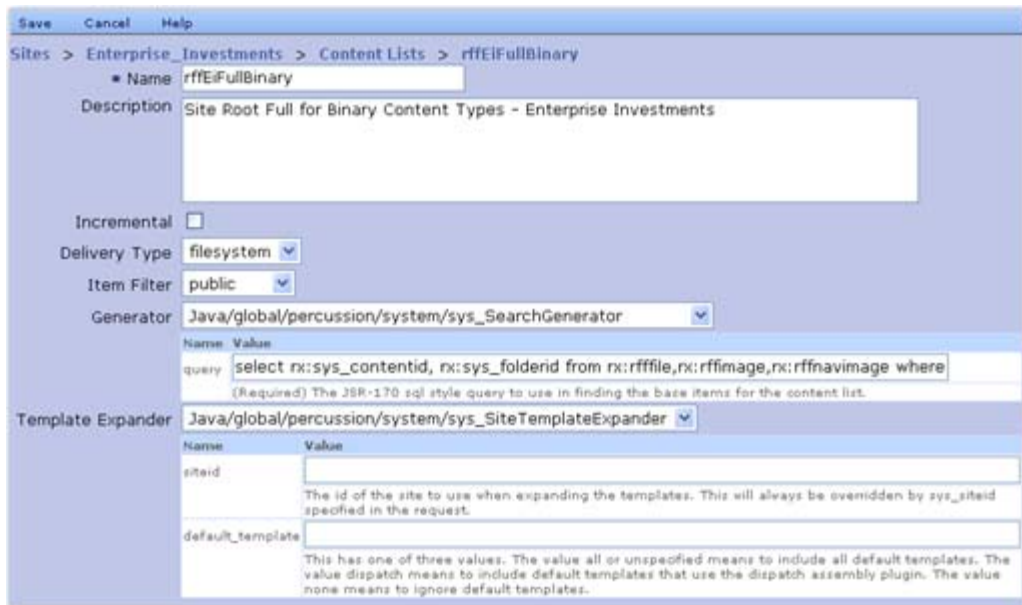 Save Cancel Help
Sites > Enterprise_Investments > Content Lists > rffEiFullBinary
Name rffEiFullBinary
Description Site Root Full for Binary Content Types - Enterprise Investments
Incremental
Delivery Type filesystem
Item Filter public
Generator Java/global/percussion/system/sys_SearchGenerator
Name Value
query select rx:sys_contentid, rx:sys_folderid from rx:rfffile,rx:rffimage,rx:rffnavimage where
(Required) The JSR-170 sql style query to use in finding the base items for the content list.
Template Expander Java/global/percussion/system/sys_SiteTemplateExpander
Name Value
siteid
The id of the site to use when expanding the templates. This will always be overridden by sys_siteid
specified in the request.
default_template
This has one of three values. The value all or unspecified means to include all default templates. The
value dispatch means to include default templates that use the dispatch assembly plugin. The value
none means to ignore default templates.